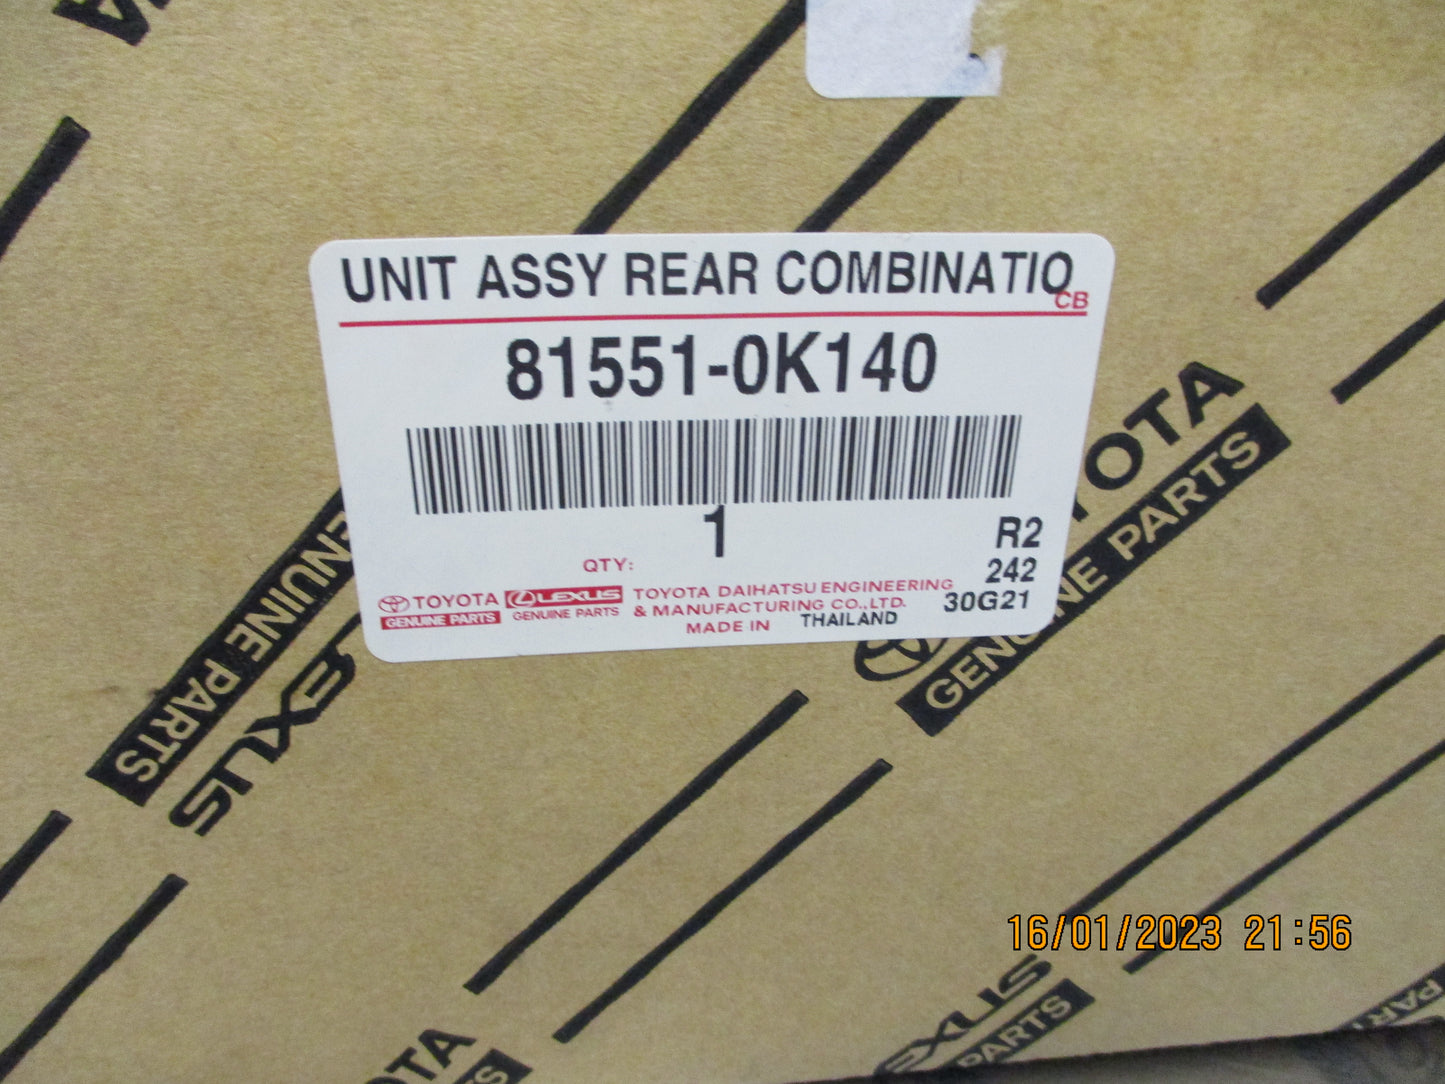 UNIT ASSY REAR COMBINATIO
CB
81551-0K140
1
QTY:
R2
242
30G21
TOYOTA
GENUINE PARTS
LEXUS
GENUINE PARTS
TOYOTA DAIHATSU ENGINEERING
& MANUFACTURING CO.,LTD.
MADE IN THAILAND
TOYOTA
GENUINE PARTS
GENUINE PARTS
LEXUS
16/01/2023 21:56
LEXUS
PARTS